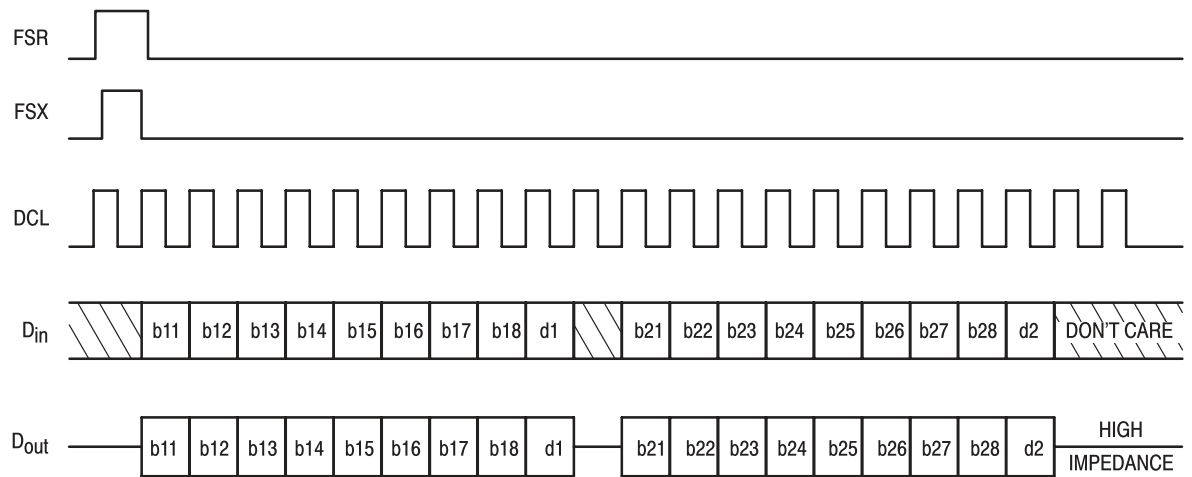 FSR
FSX
DCL
Din b11 b12 b13 b14 b15 b16 b17 b18 d1 b21 b22 b23 b24 b25 b26 b27 b28 d2 DON'T CARE
Dout b11 b12 b13 b14 b15 b16 b17 b18 d1 b21 b22 b23 b24 b25 b26 b27 b28 d2 HIGH
IMPEDANCE